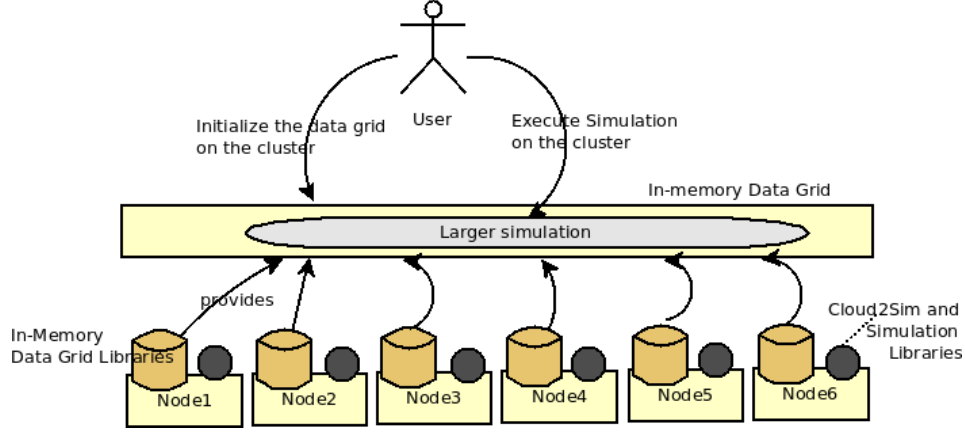 User
Initialize the data grid
on the cluster
Execute Simulation
on the cluster
In-memory Data Grid
Larger simulation
provides
In-Memory
Data Grid Libraries
Cloud2Sim and
Simulation
Libraries
Node1
Node2
Node3
Node4
Node5
Node6